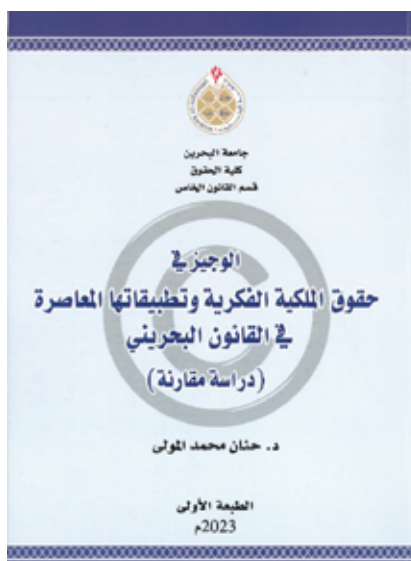 جامعة البحرين
كلية الحقوق
قسم القانون الخاص
الوجيز في
حقوق الملكية الفكرية وتطبيقاتها المعاصرة
في القانون البحريني
(دراسة مقارنة)
د. حنان محمد المولى
الطبعة الأولى
2023م